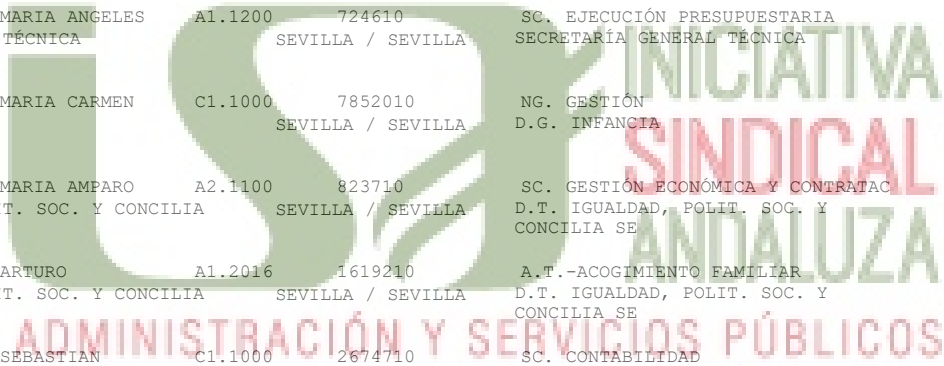 MARIA ANGELES A1.1200 724610 SC. EJECUCIÓN PRESUPUESTARIA
TÉCNICA SEVILLA / SEVILLA SECRETARÍA GENERAL TÉCNICA
MARIA CARMEN C1.1000 7852010 NG. GESTIÓN
SEVILLA / SEVILLA D.G. INFANCIA
MARIA AMPARO A2.1100 823710 SC. GESTIÓN ECONÓMICA Y CONTRATAC
IT. SOC. Y CONCILIA SEVILLA / SEVILLA D.T. IGUALDAD, POLIT. SOC. Y
CONCILIA SE
ARTURO A1.2016 1619210 A.T.-ACOGIMIENTO FAMILIAR
IT. SOC. Y CONCILIA SEVILLA / SEVILLA D.T. IGUALDAD, POLIT. SOC. Y
CONCILIA SE
SEBASTIAN C1.1000 2674710 SC. CONTABILIDAD
isa
INICIATIVA
SINDICAL
ANDALUZA
ADMINISTRACIÓN Y SERVICIOS PÚBLICOS